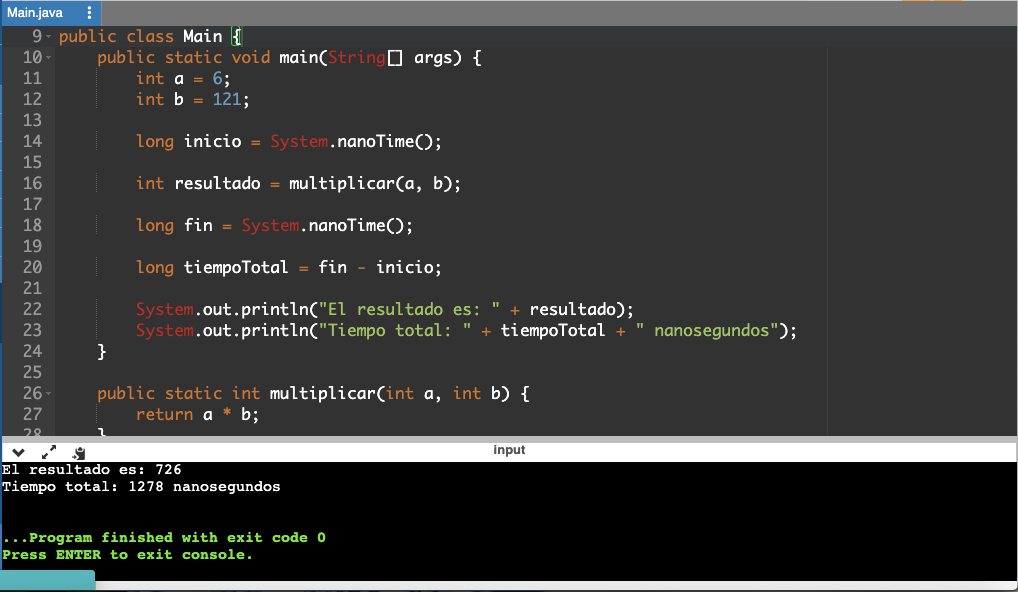 Main.java
9 public class Main {
10 public static void main(String[] args) {
11 int a = 6;
12 int b = 121;
13
14 long inicio = System.nanoTime();
15
16 int resultado = multiplicar(a, b);
17
18 long fin = System.nanoTime();
19
20 long tiempoTotal = fin - inicio;
21
22 System.out.println("El resultado es: " + resultado);
23 System.out.println("Tiempo total: " + tiempoTotal + " nanosegundos");
24 }
25
26 public static int multiplicar(int a, int b) {
27 return a * b;
28 }
input
El resultado es: 726
Tiempo total: 1278 nanosegundos
...Program finished with exit code 0
Press ENTER to exit console.